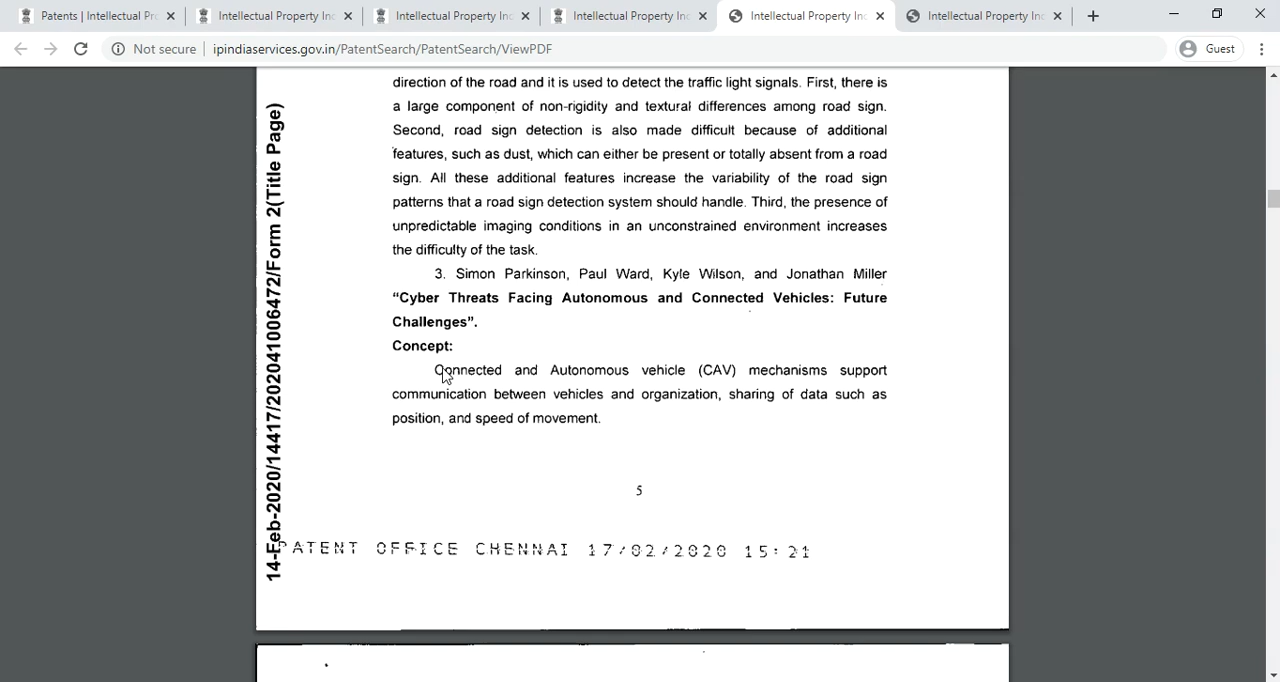 Patents | Intellectual Pr
Intellectual Property Ind
Intellectual Property Ind
Intellectual Property Ind
Intellectual Property Ind
Intellectual Property Ind
Not secure
ipindiaservices.gov.in/PatentSearch/PatentSearch/ViewPDF
Guest
14-Feb-2020/14417/202041006472/Form 2(Title Page)
direction of the road and it is used to detect the traffic light signals. First, there is
a large component of non-rigidity and textural differences among road sign.
Second, road sign detection is also made difficult because of additional
features, such as dust, which can either be present or totally absent from a road
sign. All these additional features increase the variability of the road sign
patterns that a road sign detection system should handle. Third, the presence of
unpredictable imaging conditions in an unconstrained environment increases
the difficulty of the task.
3. Simon Parkinson, Paul Ward, Kyle Wilson, and Jonathan Miller
“Cyber Threats Facing Autonomous and Connected Vehicles: Future
Challenges”.
Concept:
Connected and Autonomous vehicle (CAV) mechanisms support
communication between vehicles and organization, sharing of data such as
position, and speed of movement.
5
PATENT OFFICE CHENNAI 17/02/2020 15:21